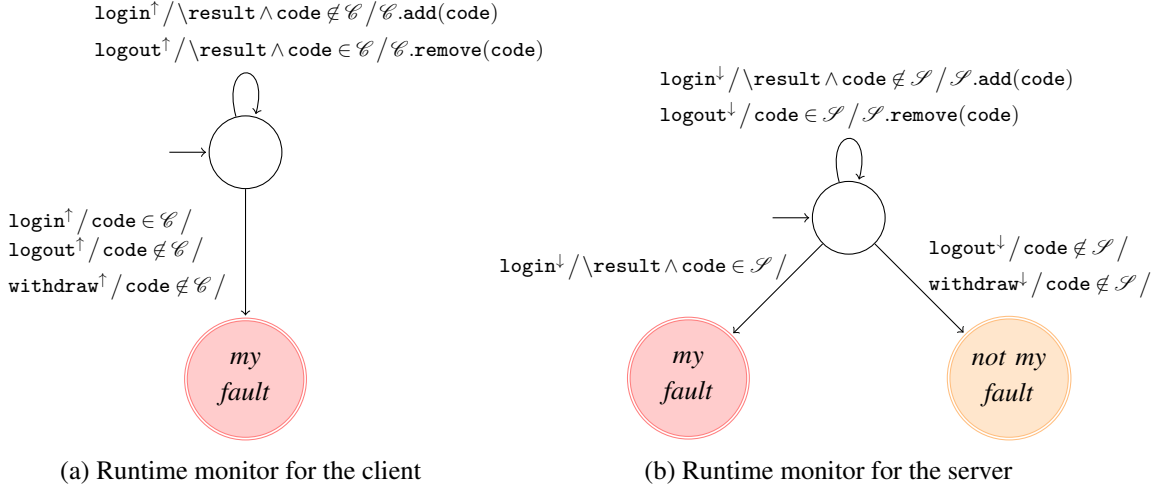 login↑/\result ∧ code ∉ 𝒞/𝒞.add(code)
logout↑/\result ∧ code ∈ 𝒞/𝒞.remove(code)
login↑/code ∈ 𝒞/
logout↑/code ∉ 𝒞/
withdraw↑/code ∉ 𝒞/
my
fault
(a) Runtime monitor for the client
login↓/\result ∧ code ∉ 𝒮/𝒮.add(code)
logout↓/code ∈ 𝒮/𝒮.remove(code)
login↓/\result ∧ code ∈ 𝒮/
logout↓/code ∉ 𝒮/
withdraw↓/code ∉ 𝒮/
my
fault
not my
fault
(b) Runtime monitor for the server